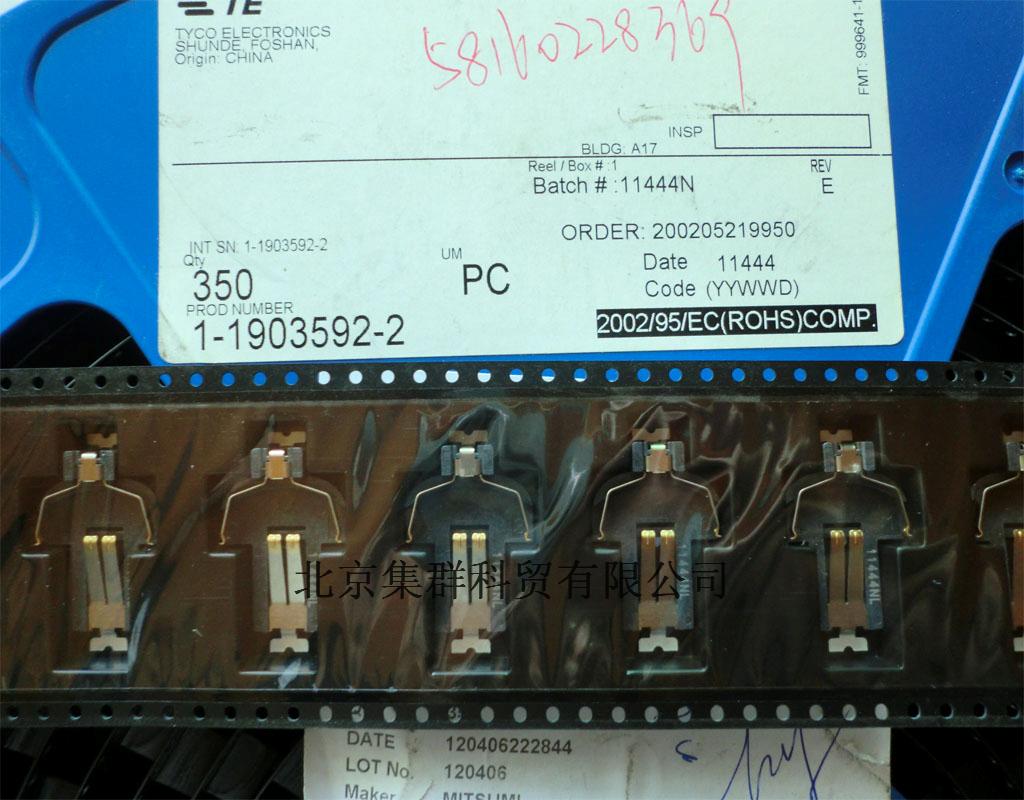 TE
TYCO ELECTRONICS
SHUNDE, FOSHAN,
Origin: CHINA
58160228369
FMT: 999641-1
INSP
BLDG: A17
Reel / Box # :1
REV
Batch # :11444N
E
ORDER: 200205219950
INT SN: 1-1903592-2
Qty
UM
Date 11444
350
PC
Code (YYWWD)
PROD NUMBER
1-1903592-2
2002/95/EC(ROHS)COMP.
11444NL
北京集群科贸有限公司
DATE 120406222844
LOT No. 120406
Maker MITSUMI